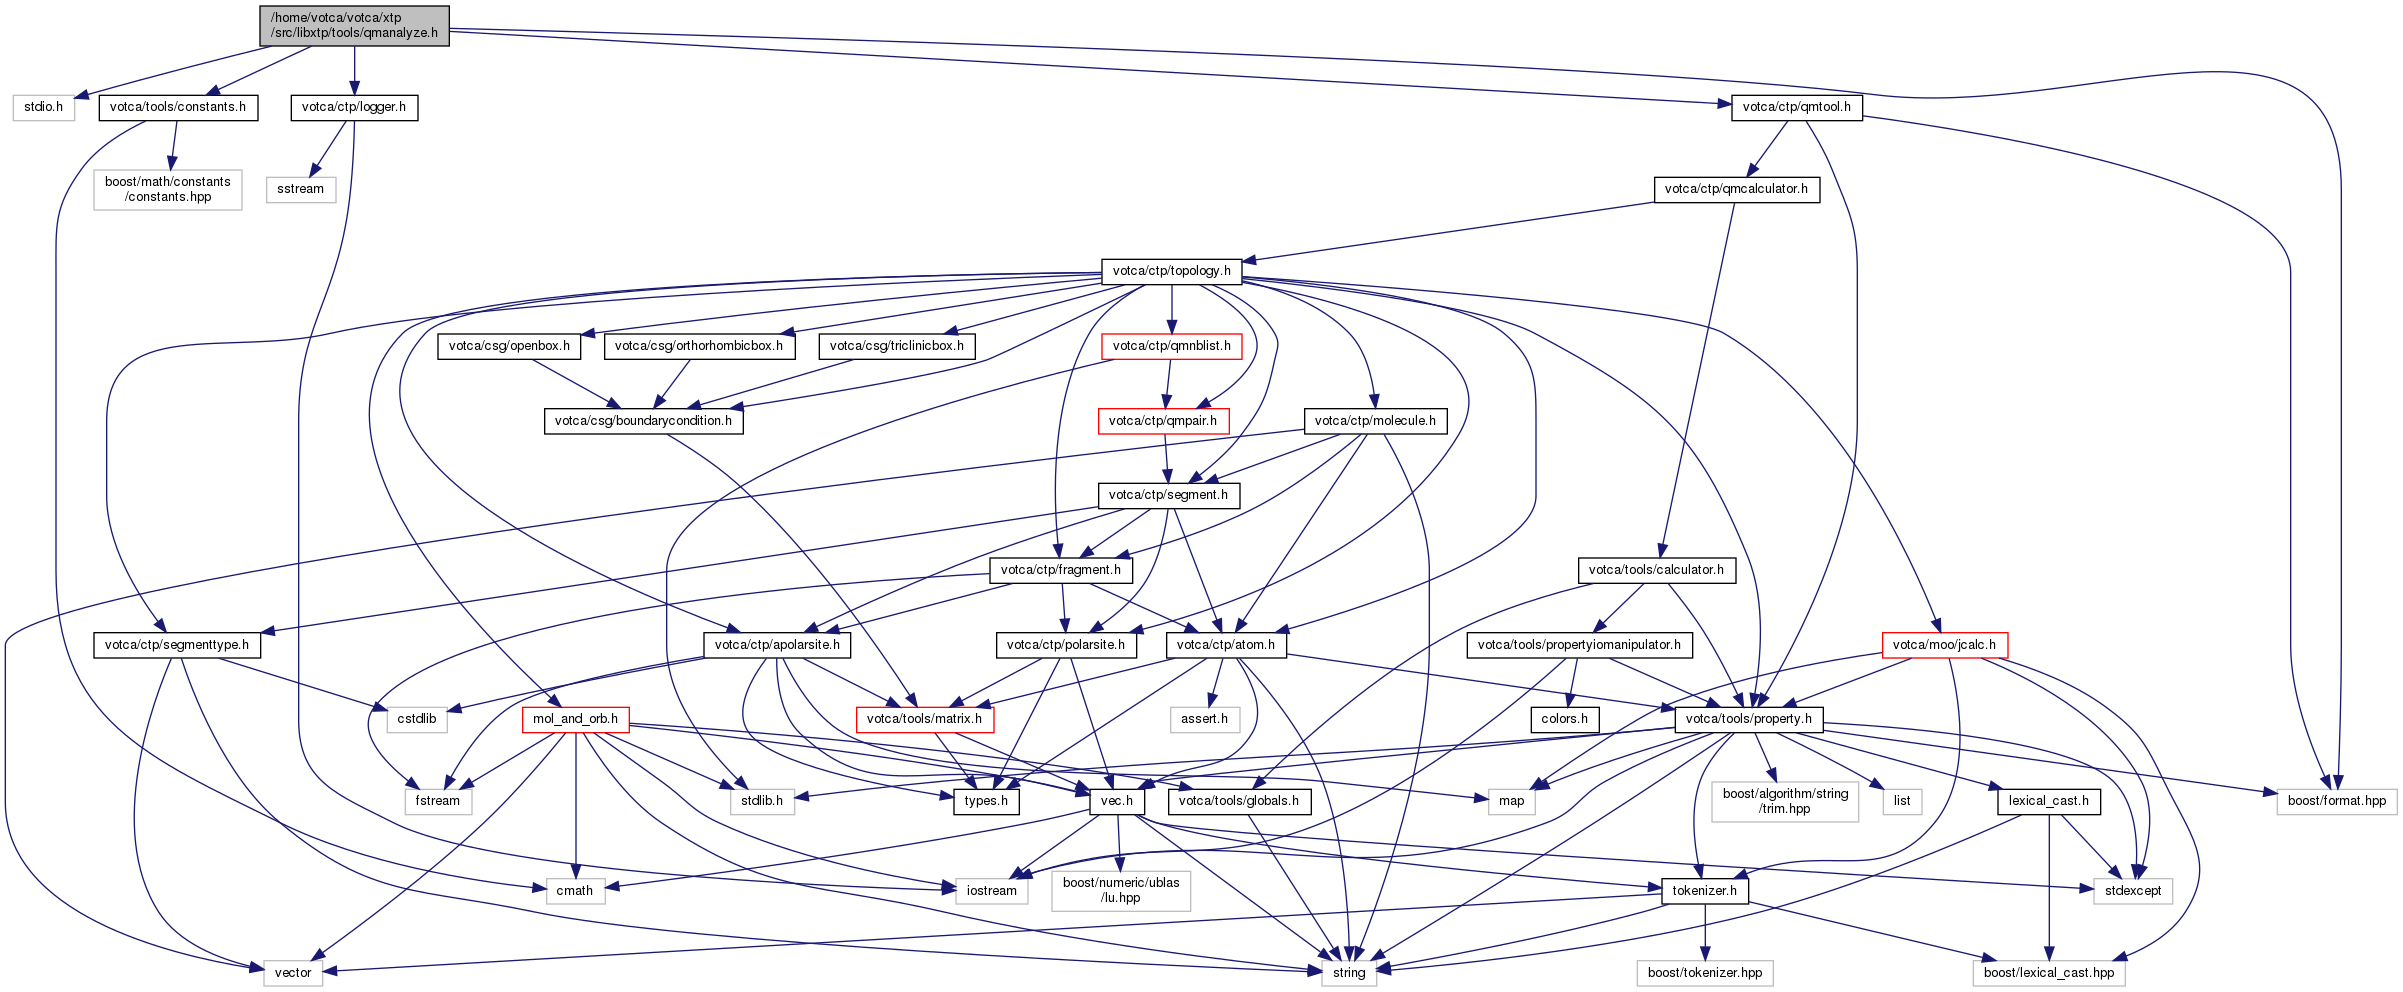 /home/votca/votca/xtp
/src/libxtp/tools/qmanalyze.h
stdio.h
votca/tools/constants.h
votca/ctp/logger.h
votca/ctp/qmtool.h
boost/math/constants
/constants.hpp
sstream
votca/ctp/qmcalculator.h
votca/ctp/topology.h
votca/csg/openbox.h
votca/csg/orthorhombicbox.h
votca/csg/triclinicbox.h
votca/ctp/qmnblist.h
votca/csg/boundarycondition.h
votca/ctp/qmpair.h
votca/ctp/molecule.h
votca/ctp/segment.h
votca/ctp/fragment.h
votca/tools/calculator.h
votca/ctp/segmenttype.h
votca/ctp/apolarsite.h
votca/ctp/polarsite.h
votca/ctp/atom.h
votca/tools/propertyiomanipulator.h
votca/moo/jcalc.h
cstdlib
mol_and_orb.h
votca/tools/matrix.h
assert.h
colors.h
votca/tools/property.h
fstream
stdlib.h
types.h
vec.h
votca/tools/globals.h
map
boost/algorithm/string
/trim.hpp
list
lexical_cast.h
boost/format.hpp
cmath
iostream
boost/numeric/ublas
/lu.hpp
tokenizer.h
stdexcept
vector
string
boost/tokenizer.hpp
boost/lexical_cast.hpp